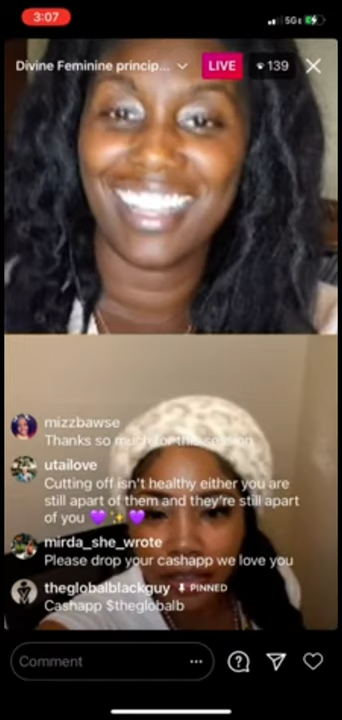 3:07
5GE
Divine Feminine princip...
LIVE
139
mizzbawse
Thanks so much for this session
utailove
Cutting off isn't healthy either you are
still apart of them and they're still apart
of you 💜✨💜
mirda_she_wrote
Please drop your cashapp we love you
theglobalblackguy PINNED
Cashapp $theglobalb
Comment